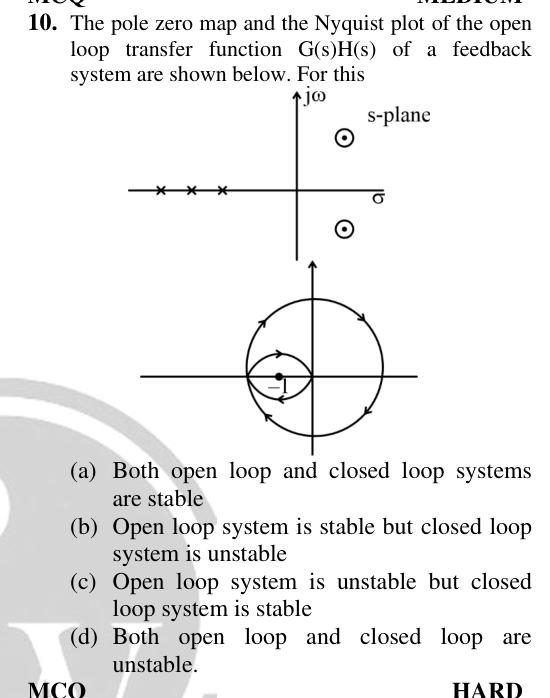 MCQ MEDIUM
10. The pole zero map and the Nyquist plot of the open
loop transfer function G(s)H(s) of a feedback
system are shown below. For this
jω
s-plane
σ
–1
(a) Both open loop and closed loop systems
are stable
(b) Open loop system is stable but closed loop
system is unstable
(c) Open loop system is unstable but closed
loop system is stable
(d) Both open loop and closed loop are
unstable.
MCQ HARD